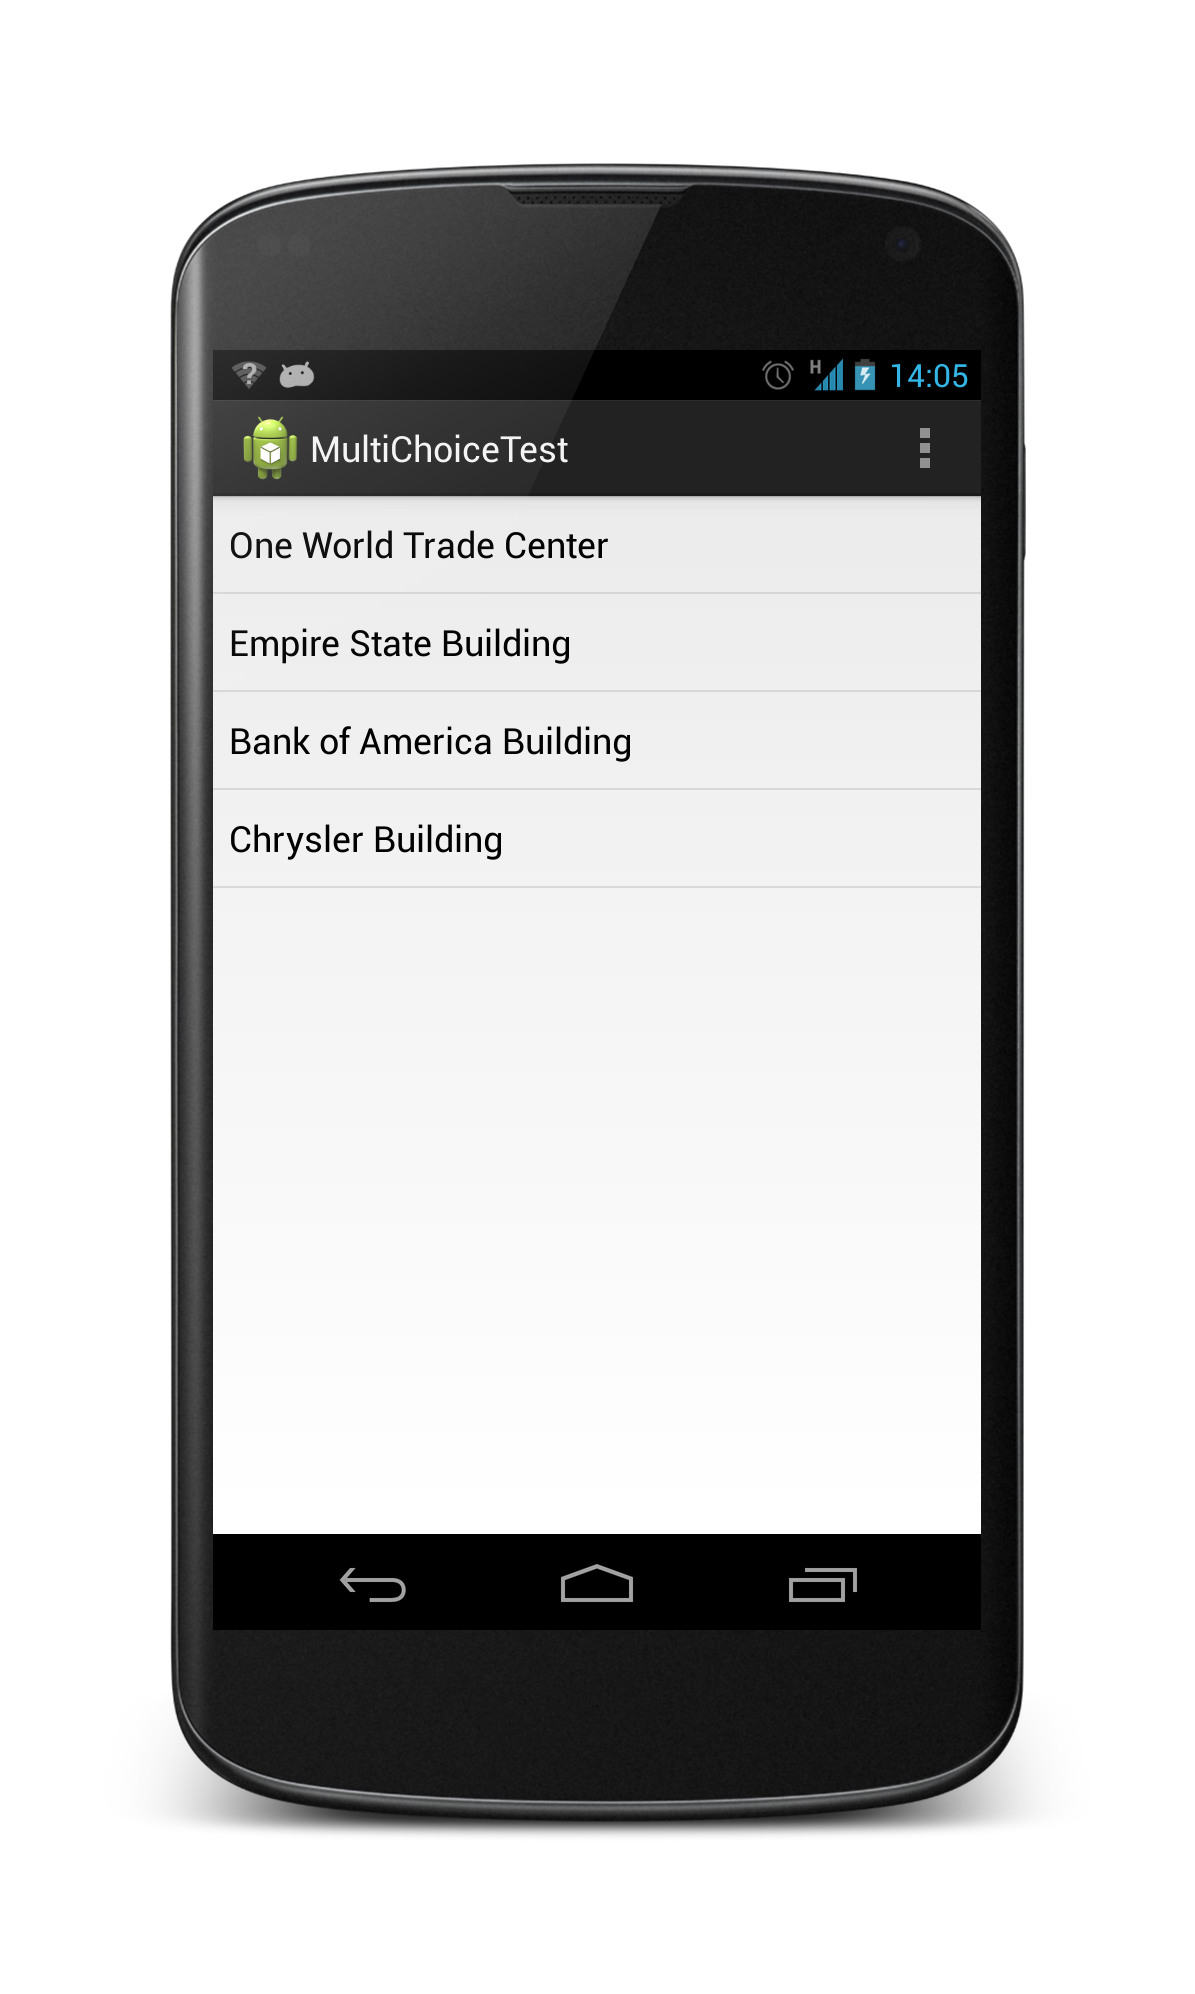 H 14:05
MultiChoiceTest
One World Trade Center
Empire State Building
Bank of America Building
Chrysler Building